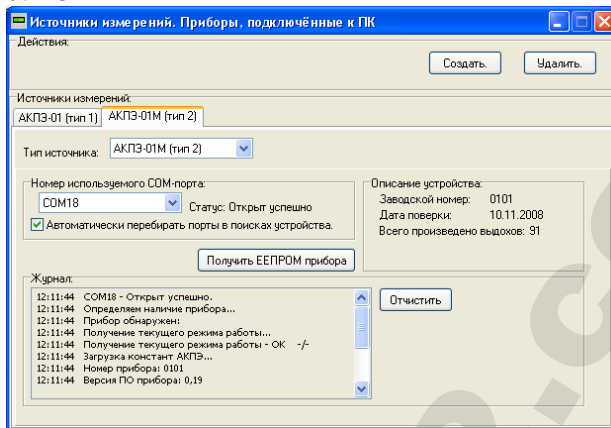 Источники измерений. Приборы, подключённые к ПК
Действия:
Создать.
Удалить.
Источники измерений:
АКПЭ-01 (тип 1)
АКПЭ-01М (тип 2)
Тип источника:
АКПЭ-01М (тип 2)
Номер используемого COM-порта:
COM18
Статус: Открыт успешно
Автоматически перебирать порты в поисках устройства.
Получить ЕЕПРОМ прибора
Описание устройства:
Заводской номер: 0101
Дата поверки: 10.11.2008
Всего произведено выдохов: 91
Журнал:
12:11:44 COM18 - Открыт успешно.
12:11:44 Определяем наличие прибора...
12:11:44 Прибор обнаружен:
12:11:44 Получение текущего режима работы...
12:11:44 Получение текущего режима работы - ОК -/-
12:11:44 Загрузка констант АКПЭ...
12:11:44 Номер прибора: 0101
12:11:44 Версия ПО прибора: 0,19
Отчистить